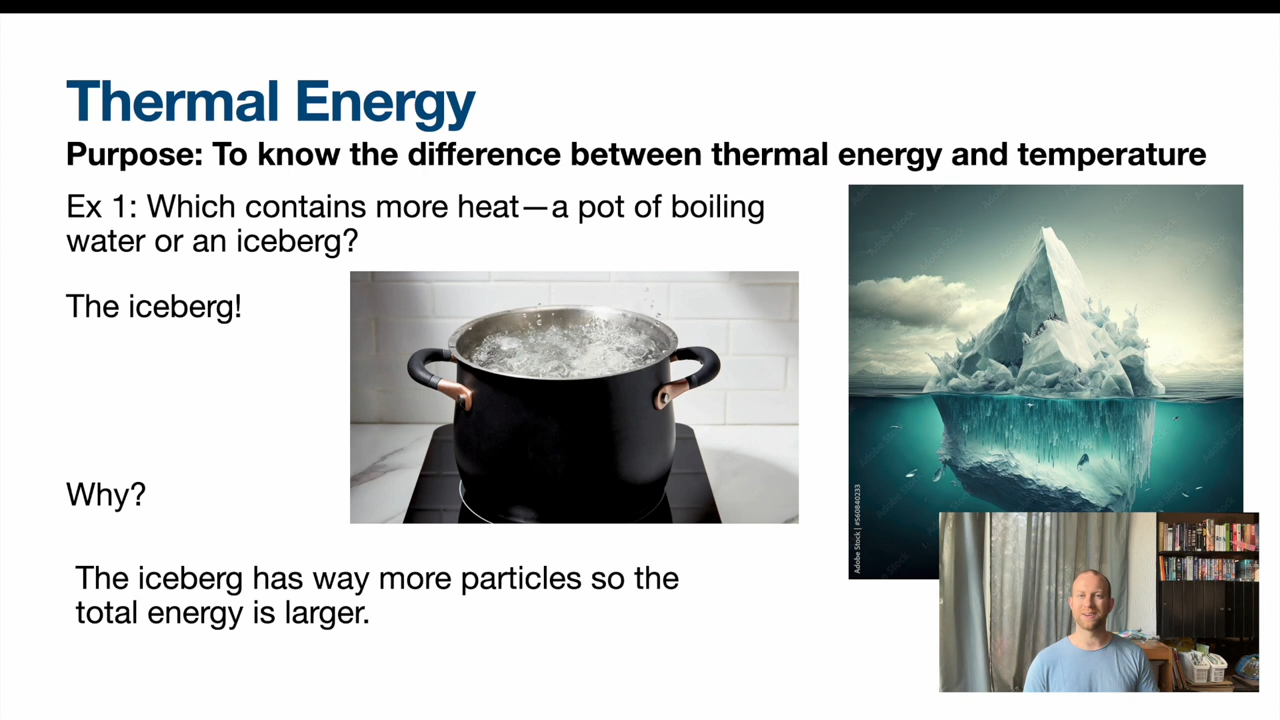 Thermal Energy
Purpose: To know the difference between thermal energy and temperature
Ex 1: Which contains more heat—a pot of boiling
water or an iceberg?
The iceberg!
Why?
The iceberg has way more particles so the
total energy is larger.
Adobe Stock | #560840233
Adobe Stock